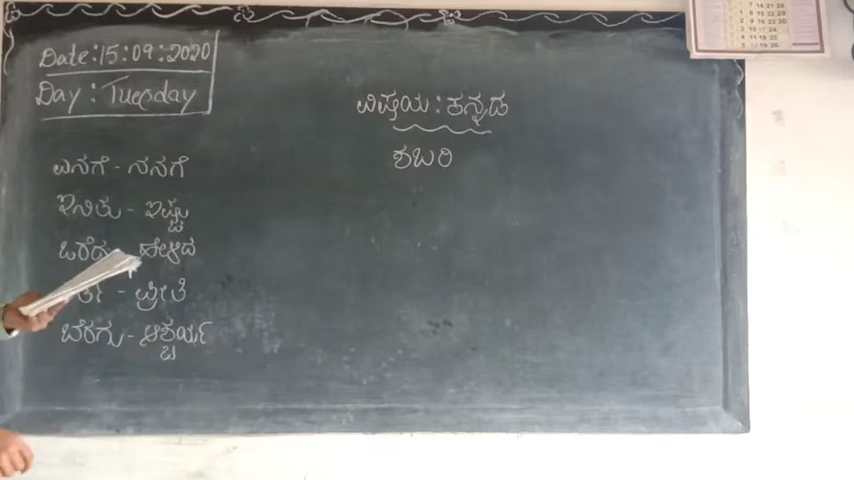 Date:15:09:2020
Day: Tuesday
ವಿಷಯ: ಕನ್ನಡ
ಶಬರಿ
ಎನಗೆ - ನನಗೆ
ಇನಿತು - ಇಷ್ಟು
ಒರೆದು - ಹೇಳಿದ
- ಪ್ರೀತಿ
ಬೆರಗು - ಆಶ್ಚರ್ಯ